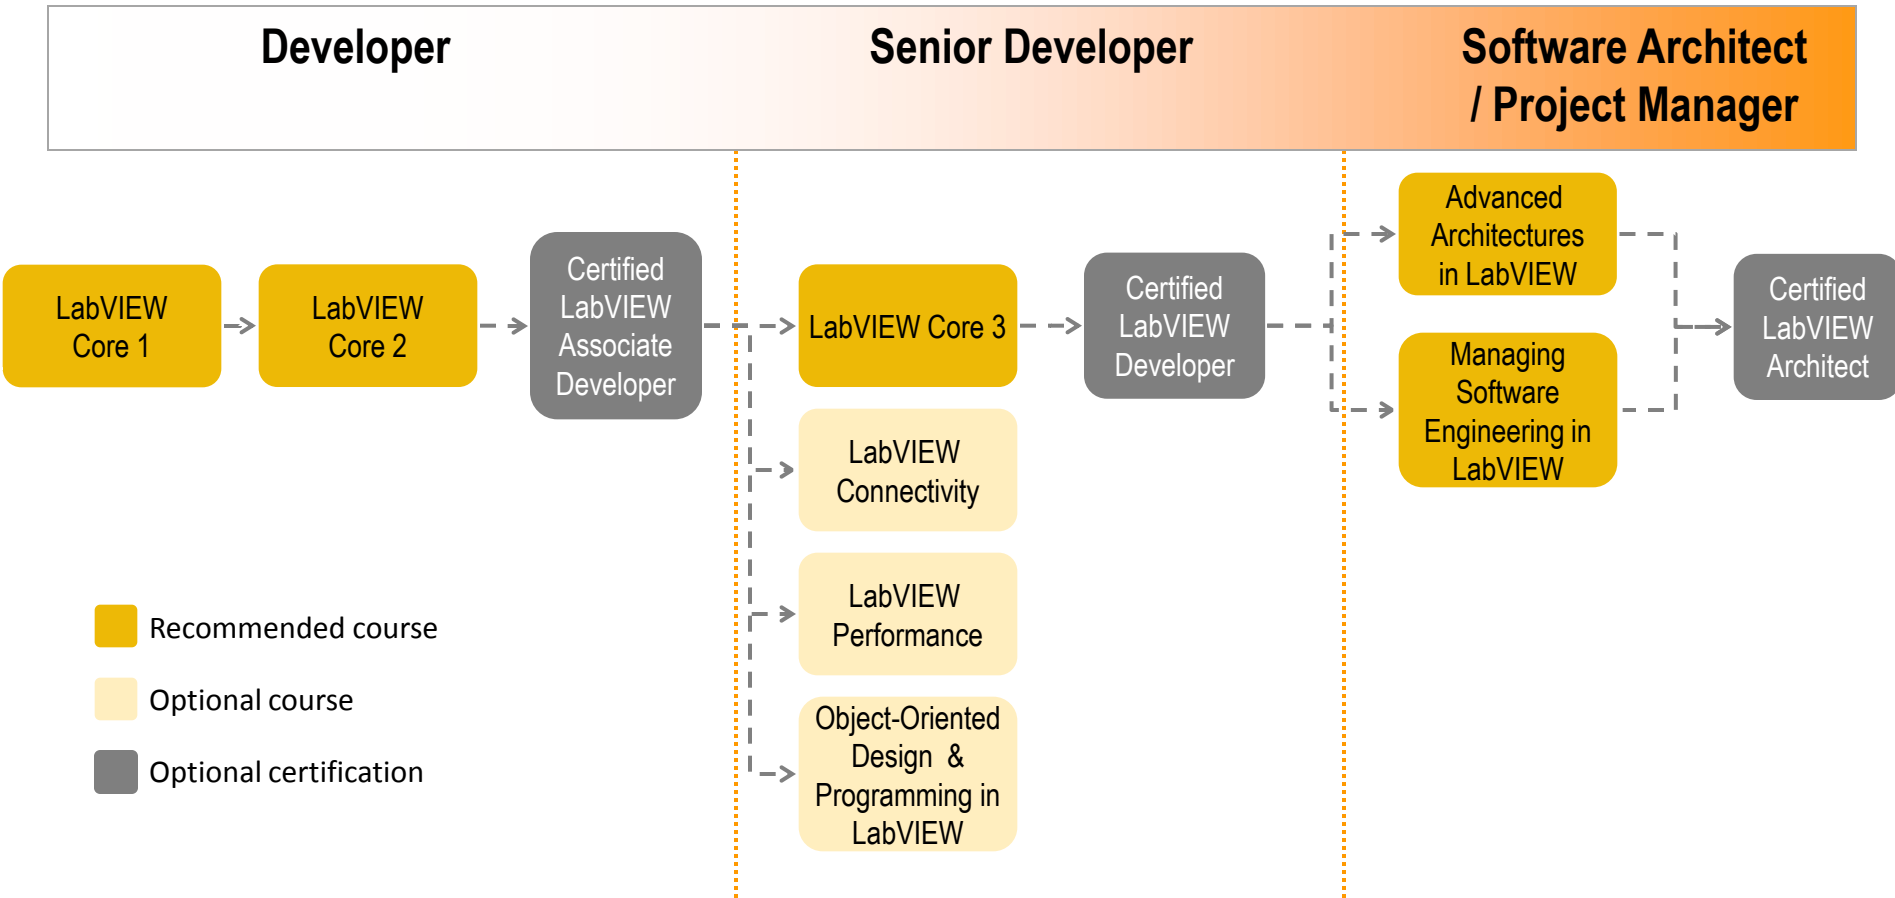 Developer
Senior Developer
Software Architect
/ Project Manager
LabVIEW
Core 1
LabVIEW
Core 2
Certified
LabVIEW
Associate
Developer
LabVIEW Core 3
Certified
LabVIEW
Developer
Advanced
Architectures
in LabVIEW
Managing
Software
Engineering in
LabVIEW
Certified
LabVIEW
Architect
LabVIEW
Connectivity
LabVIEW
Performance
Object-Oriented
Design &
Programming in
LabVIEW
Recommended course
Optional course
Optional certification